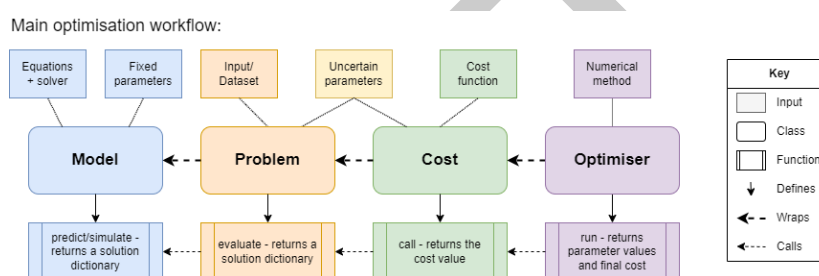 Main optimisation workflow:
Equations
+ solver
Fixed
parameters
Input/
Dataset
Uncertain
parameters
Cost
function
Numerical
method
Model
Problem
Cost
Optimiser
predict/simulate -
returns a solution
dictionary
evaluate - returns a
solution dictionary
call - returns the
cost value
run - returns
parameter values
and final cost
Key
Input
Class
Function
Defines
Wraps
Calls